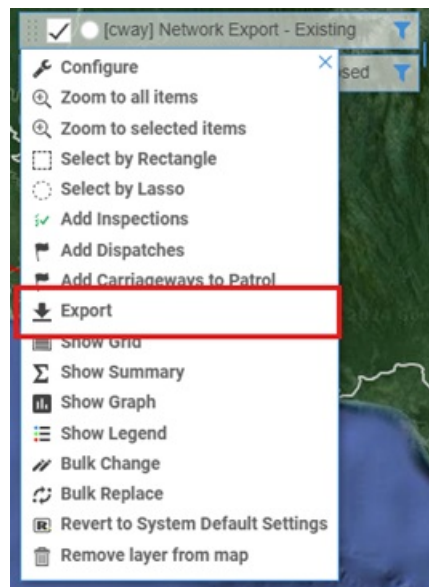 [cway] Network Export - Existing
osed
Configure
Zoom to all items
Zoom to selected items
Select by Rectangle
Select by Lasso
Add Inspections
Add Dispatches
Add Carriageways to Patrol
Export
Show Grid
Show Summary
Show Graph
Show Legend
Bulk Change
Bulk Replace
R Revert to System Default Settings
Remove layer from map